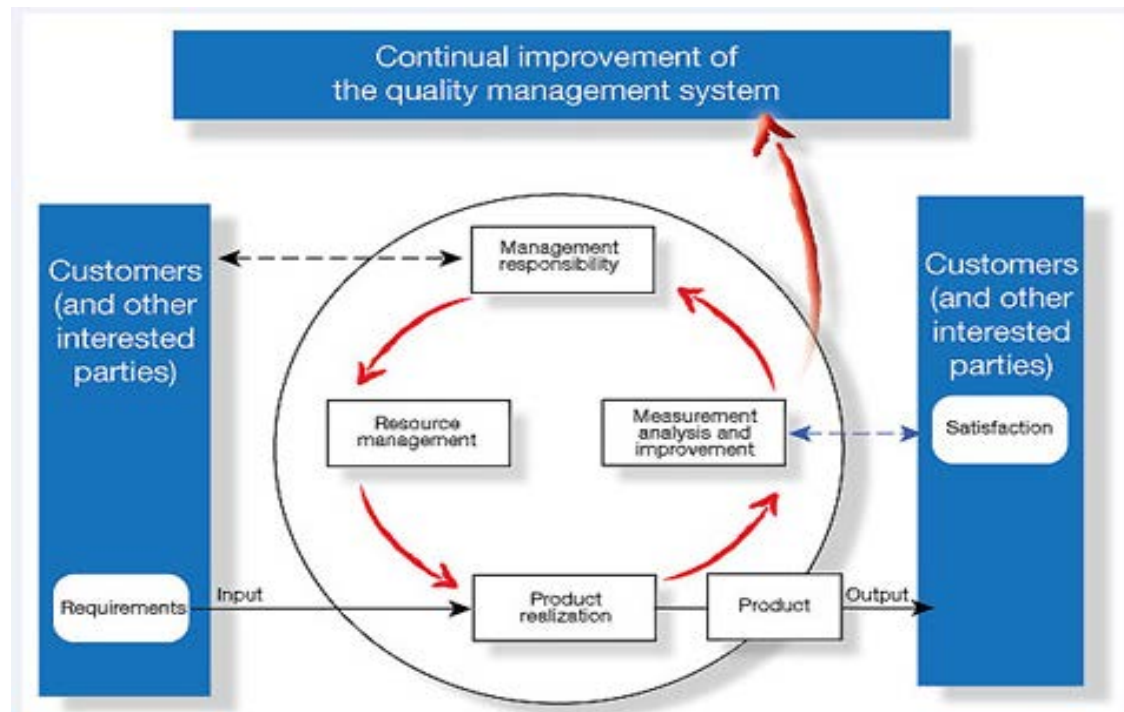 Continual improvement of
the quality management system
Customers
(and other
interested
parties)
Management
responsibility
Customers
(and other
interested
parties)
Resource
management
Measurement
analysis and
improvement
Satisfaction
Requirements
Input
Product
realization
Product
Output